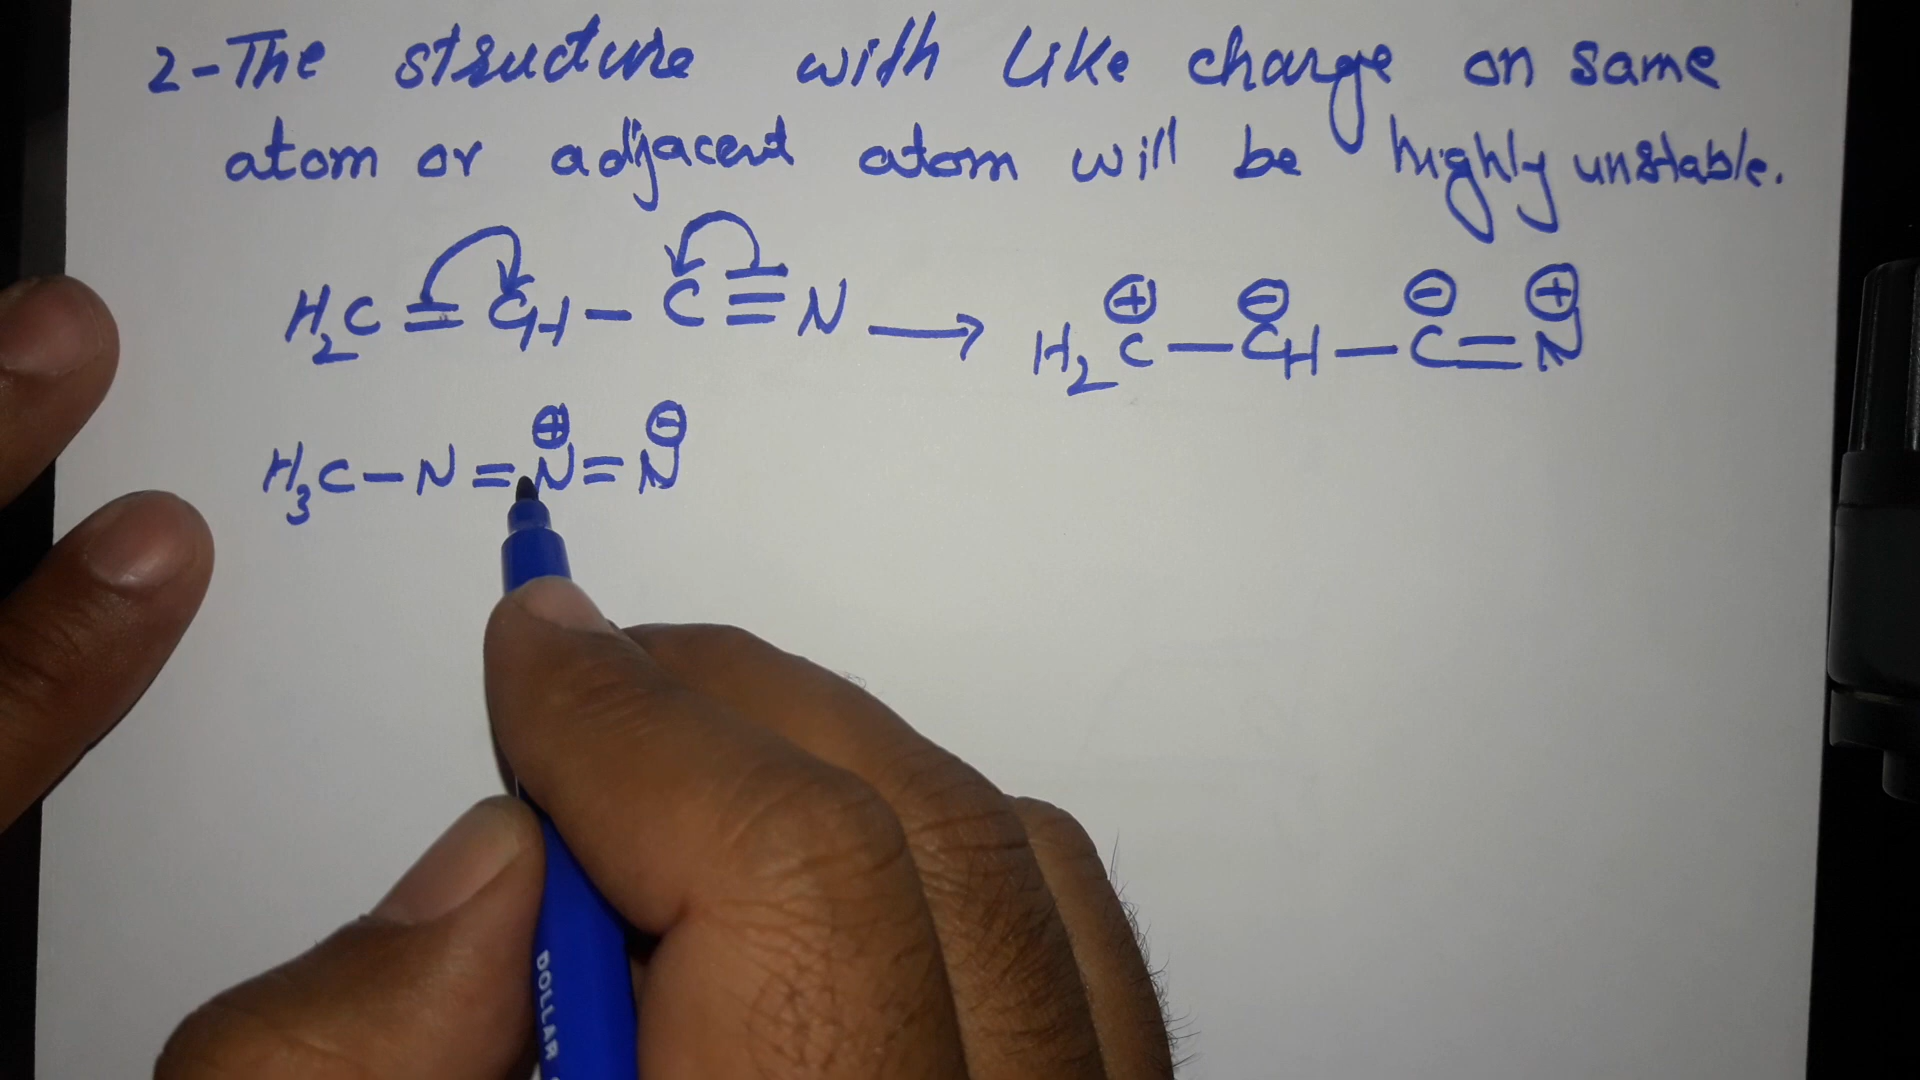 2-The structure with like charge on same
atom or adjacent atom will be highly unstable.
H₂C = CH - C ≡ N ⟶ H₂C⊕ - C⊖H - C⊖ = N⊕
H₃C - N = N⊕ = N⊖
DOLLAR